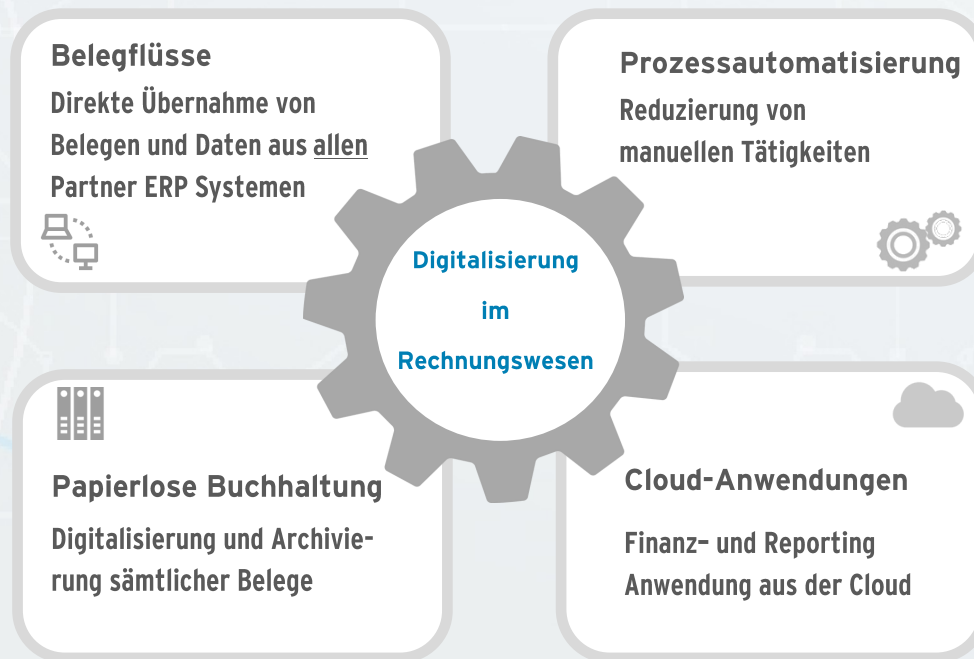 Belegflüsse
Direkte Übernahme von
Belegen und Daten aus allen
Partner ERP Systemen
Prozessautomatisierung
Reduzierung von
manuellen Tätigkeiten
Digitalisierung
im
Rechnungswesen
Papierlose Buchhaltung
Digitalisierung und Archivie-
rung sämtlicher Belege
Cloud-Anwendungen
Finanz– und Reporting
Anwendung aus der Cloud